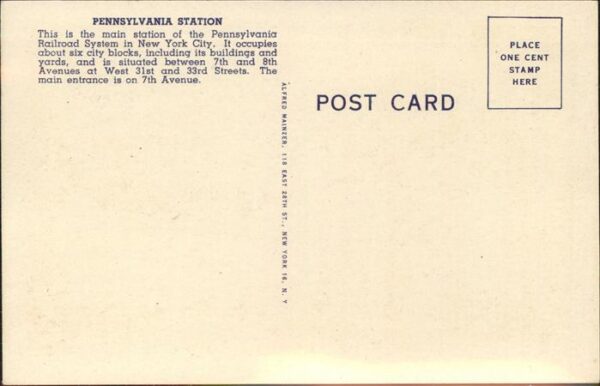 PENNSYLVANIA STATION
This is the main station of the Pennsylvania
Railroad System in New York City. It occupies
about six city blocks, including its buildings and
yards, and is situated between 7th and 8th
Avenues at West 31st and 33rd Streets. The
main entrance is on 7th Avenue.
ALFRED MAINZER, 118 EAST 28TH ST., NEW YORK 16, N. Y
POST CARD
PLACE
ONE CENT
STAMP
HERE